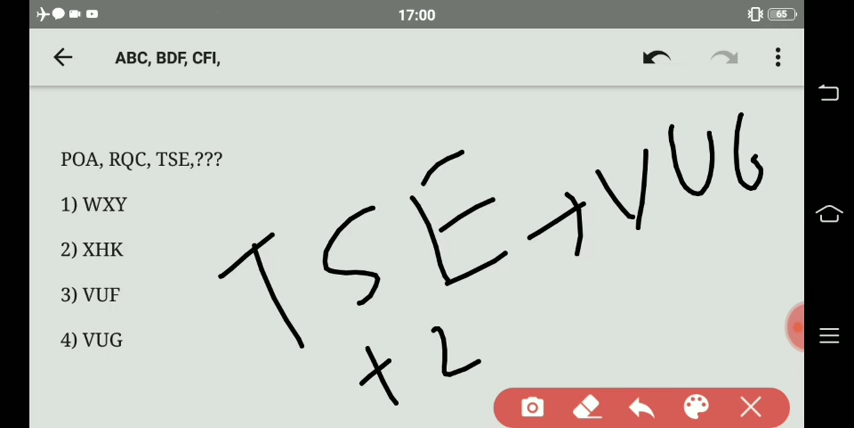 17:00
65
ABC, BDF, CFI,
POA, RQC, TSE,???
1) WXY
2) XHK
3) VUF
4) VUG
TSE → VUG
+2